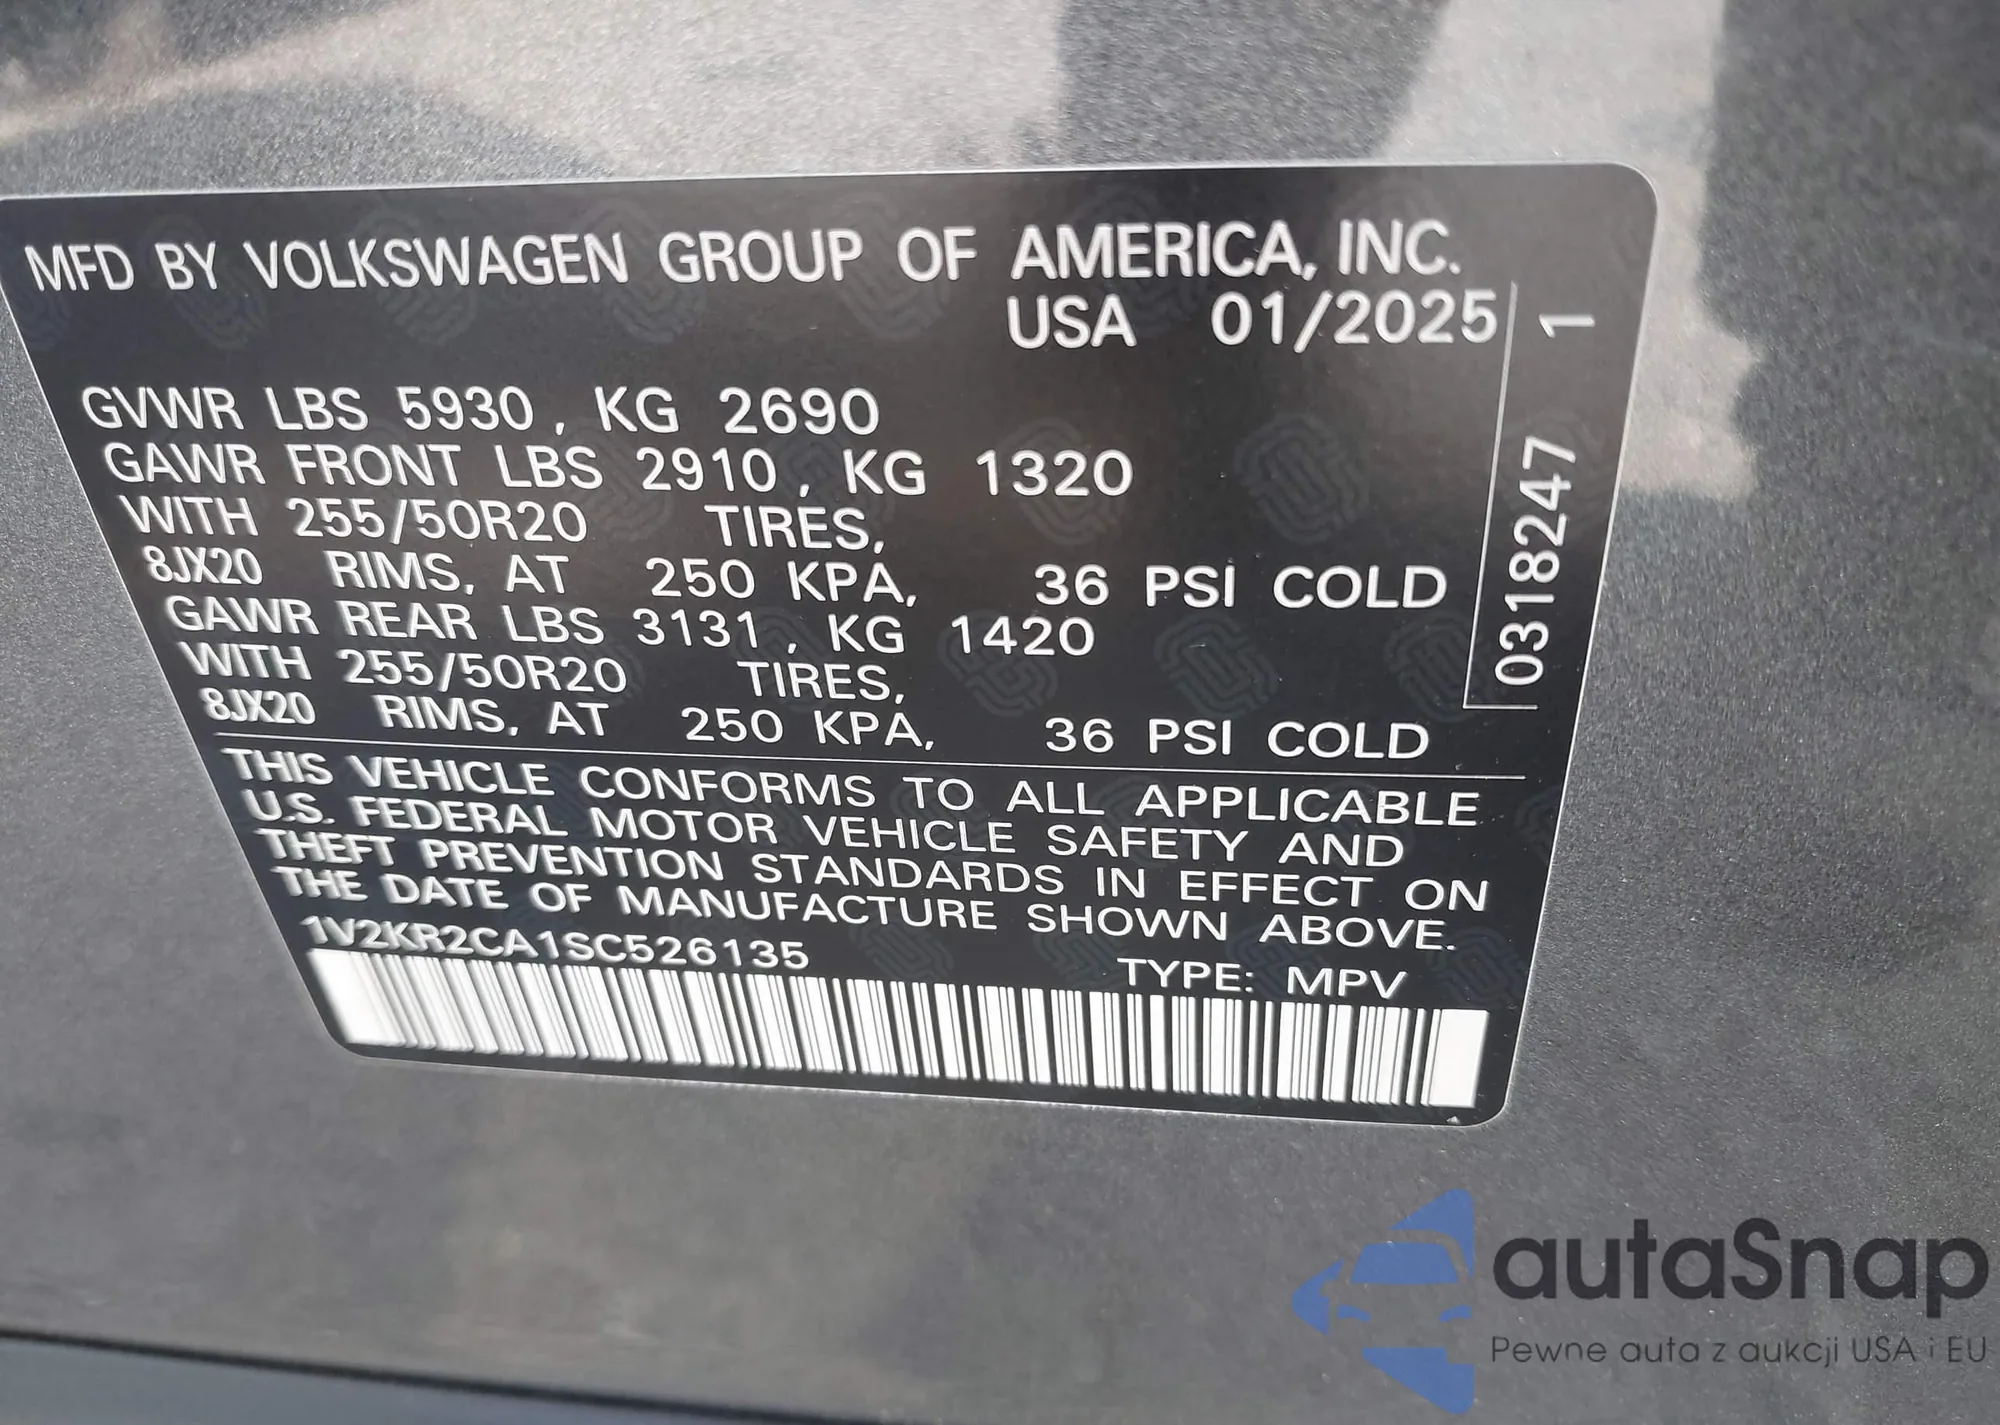 MFD BY VOLKSWAGEN GROUP OF AMERICA, INC.
USA 01/2025
GVWR LBS 5930, KG 2690
GAWR FRONT LBS 2910, KG 1320
WITH 255/50R20 TIRES,
8JX20 RIMS, AT 250 KPA, 36 PSI COLD
GAWR REAR LBS 3131, KG 1420
WITH 255/50R20 TIRES,
8JX20 RIMS, AT 250 KPA, 36 PSI COLD
0318247 1
THIS VEHICLE CONFORMS TO ALL APPLICABLE
U.S. FEDERAL MOTOR VEHICLE SAFETY AND
THEFT PREVENTION STANDARDS IN EFFECT ON
THE DATE OF MANUFACTURE SHOWN ABOVE.
1V2KR2CA1SC526135
TYPE: MPV
autaSnap
Pewne auta z aukcji USA i EU